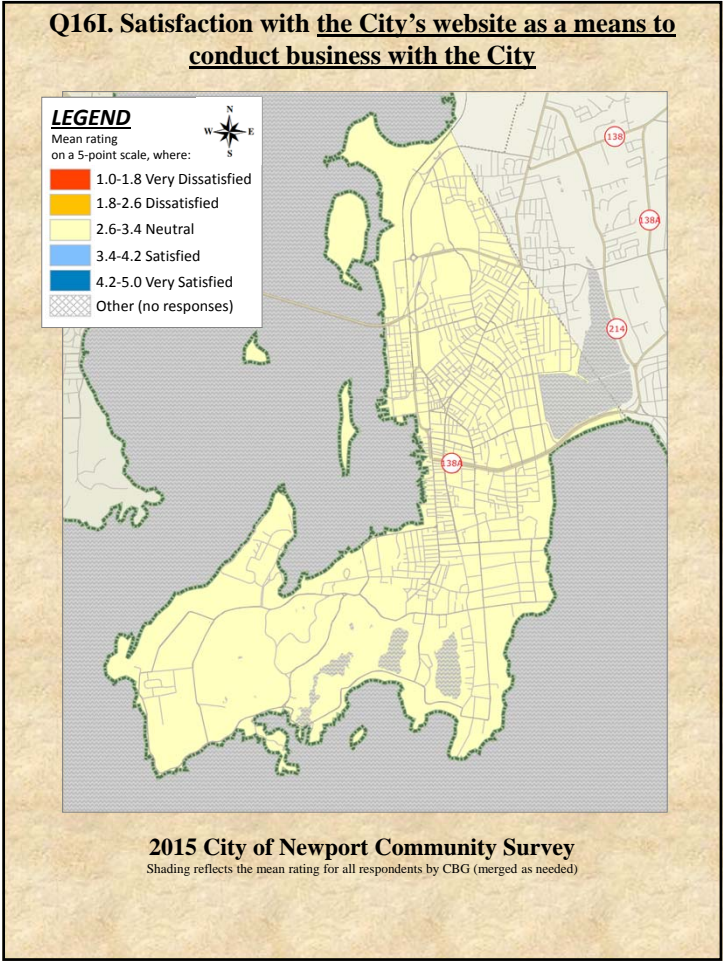 Q16I. Satisfaction with the City's website as a means to
conduct business with the City
LEGEND
Mean rating
on a 5-point scale, where:
N
W E
S
1.0-1.8 Very Dissatisfied
1.8-2.6 Dissatisfied
2.6-3.4 Neutral
3.4-4.2 Satisfied
4.2-5.0 Very Satisfied
Other (no responses)
138
138A
214
138A
2015 City of Newport Community Survey
Shading reflects the mean rating for all respondents by CBG (merged as needed)